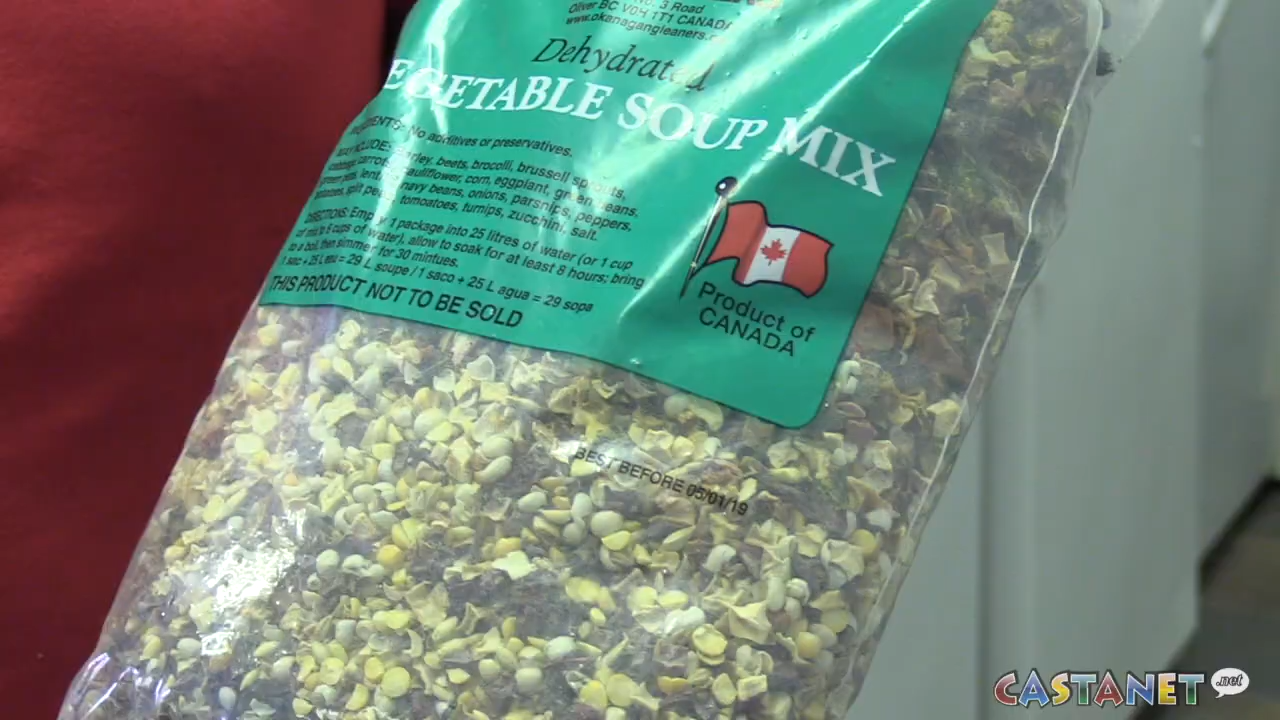 3 Road
Oliver BC V0H 1T1 CANADA
www.okanagangleaners.
Dehydrated
EGETABLE SOUP MIX
No additives or preservatives.
beets, brocolli, brussell sprouts,
cauliflower, corn, eggplant, green beans,
navy beans, onions, parsnips, peppers,
split tomatoes, turnips, zucchini, salt.
DIRECTIONS: Empty 1 package into 25 litres of water (or 1 cup
of mix to 6 cups of water), allow to soak for at least 8 hours; bring
to a boil, then simmer for 30 mintues.
1 sac + 25 L eau = 29 L soupe / 1 saco + 25 L agua = 29 sopa
THIS PRODUCT NOT TO BE SOLD
Product of
CANADA
BEST BEFORE 05/01/19
CASTANET .net